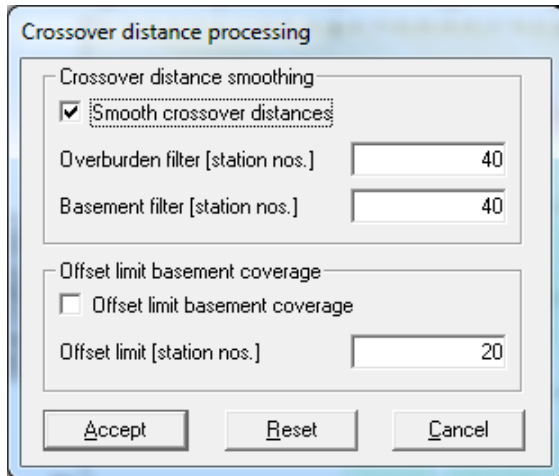 Crossover distance processing
Crossover distance smoothing
Smooth crossover distances
Overburden filter [station nos.] 40
Basement filter [station nos.] 40
Offset limit basement coverage
Offset limit basement coverage
Offset limit [station nos.] 20
Accept Reset Cancel